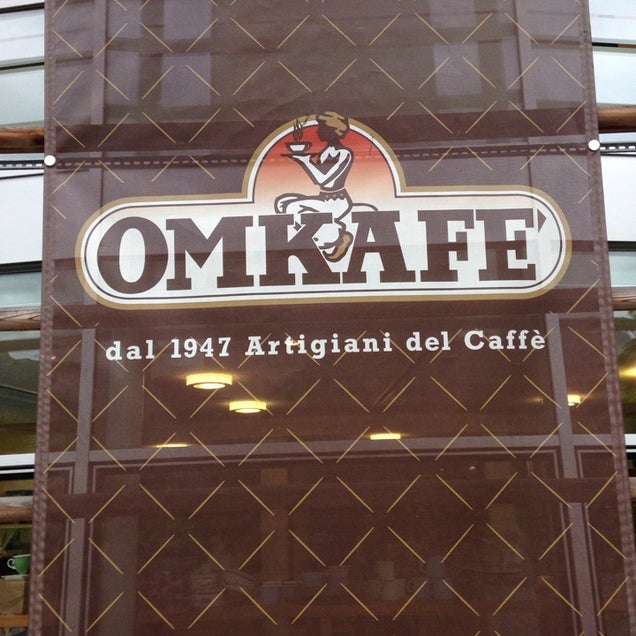 OMKAFE'
dal 1947 Artigiani del Caffè